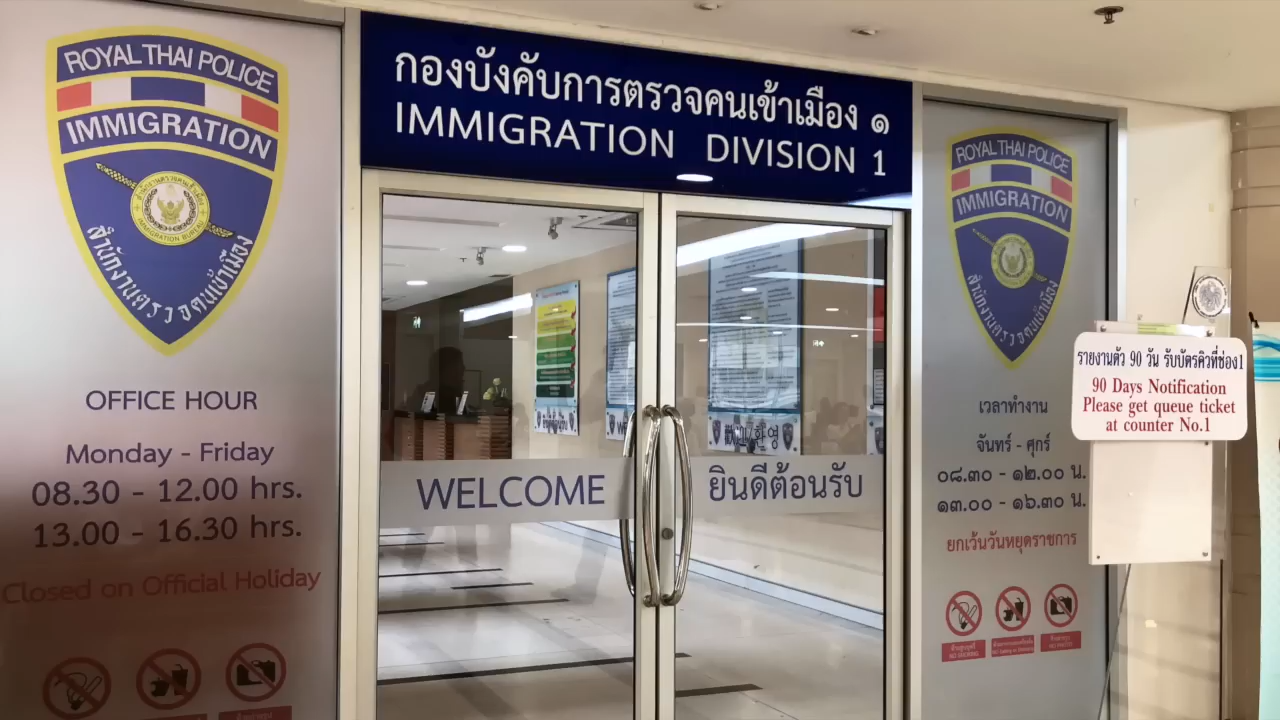 ROYAL THAI POLICE
IMMIGRATION
สำนักงานตรวจคนเข้าเมือง
OFFICE HOUR
Monday - Friday
08.30 - 12.00 hrs.
13.00 - 16.30 hrs.
Closed on Official Holiday
กองบังคับการตรวจคนเข้าเมือง ๑
IMMIGRATION DIVISION 1
WELCOME
ยินดีต้อนรับ
ROYAL THAI POLICE
IMMIGRATION
สำนักงานตรวจคนเข้าเมือง
เวลาทำงาน
จันทร์ - ศุกร์
๐๘.๓๐ - ๑๒.๐๐ น.
๑๓.๐๐ - ๑๖.๓๐ น.
ยกเว้นวันหยุดราชการ
รายงานตัว 90 วัน รับบัตรคิวที่ช่อง1
90 Days Notification
Please get queue ticket
at counter No.1